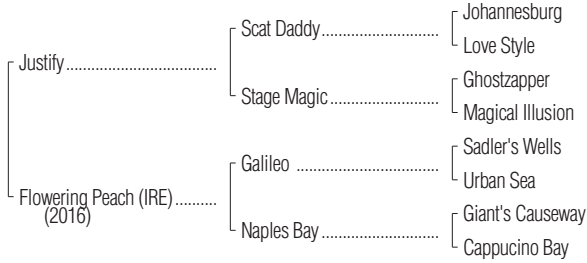 Johannesburg
Scat Daddy
Love Style
Justify
Ghostzapper
Stage Magic
Magical Illusion
Sadler's Wells
Galileo
Urban Sea
Flowering Peach (IRE)
(2016)
Giant's Causeway
Naples Bay
Cappucino Bay